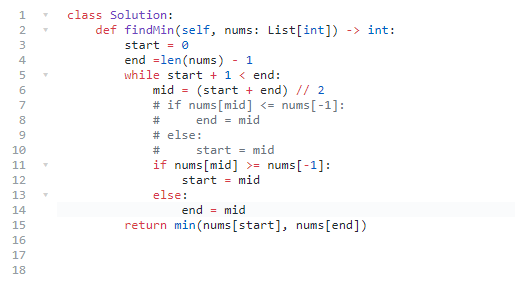 1 class Solution:
2     def findMin(self, nums: List[int]) -> int:
3         start = 0
4         end =len(nums) - 1
5         while start + 1 < end:
6             mid = (start + end) // 2
7             # if nums[mid] <= nums[-1]:
8             #     end = mid
9             # else:
10             #     start = mid
11             if nums[mid] >= nums[-1]:
12                 start = mid
13             else:
14                 end = mid
15         return min(nums[start], nums[end])
16
17
18